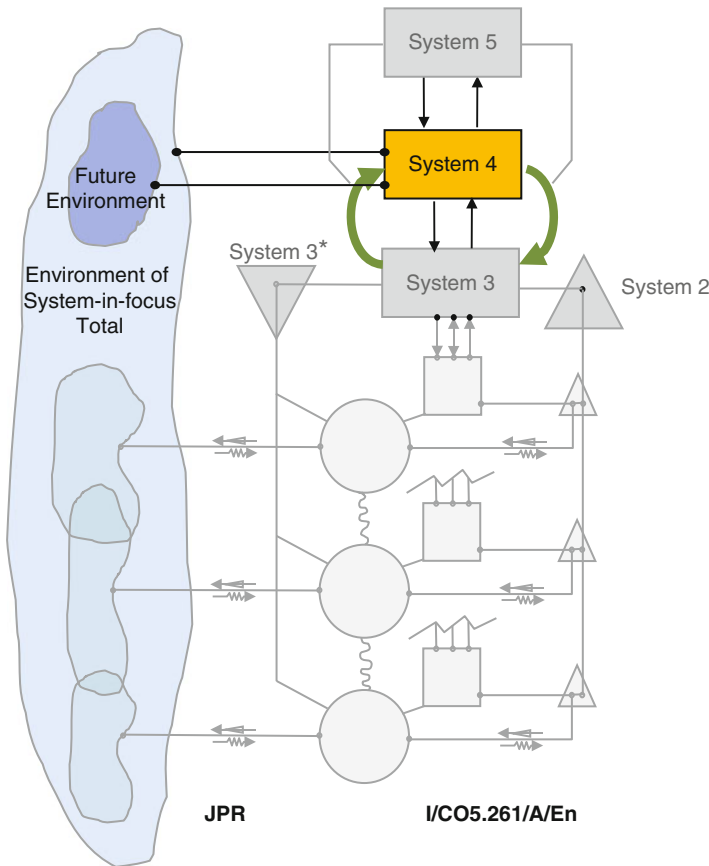 System 5
System 4
Future
Environment
System 3*
System 3
System 2
Environment of
System-in-focus
Total
JPR
I/CO5.261/A/En